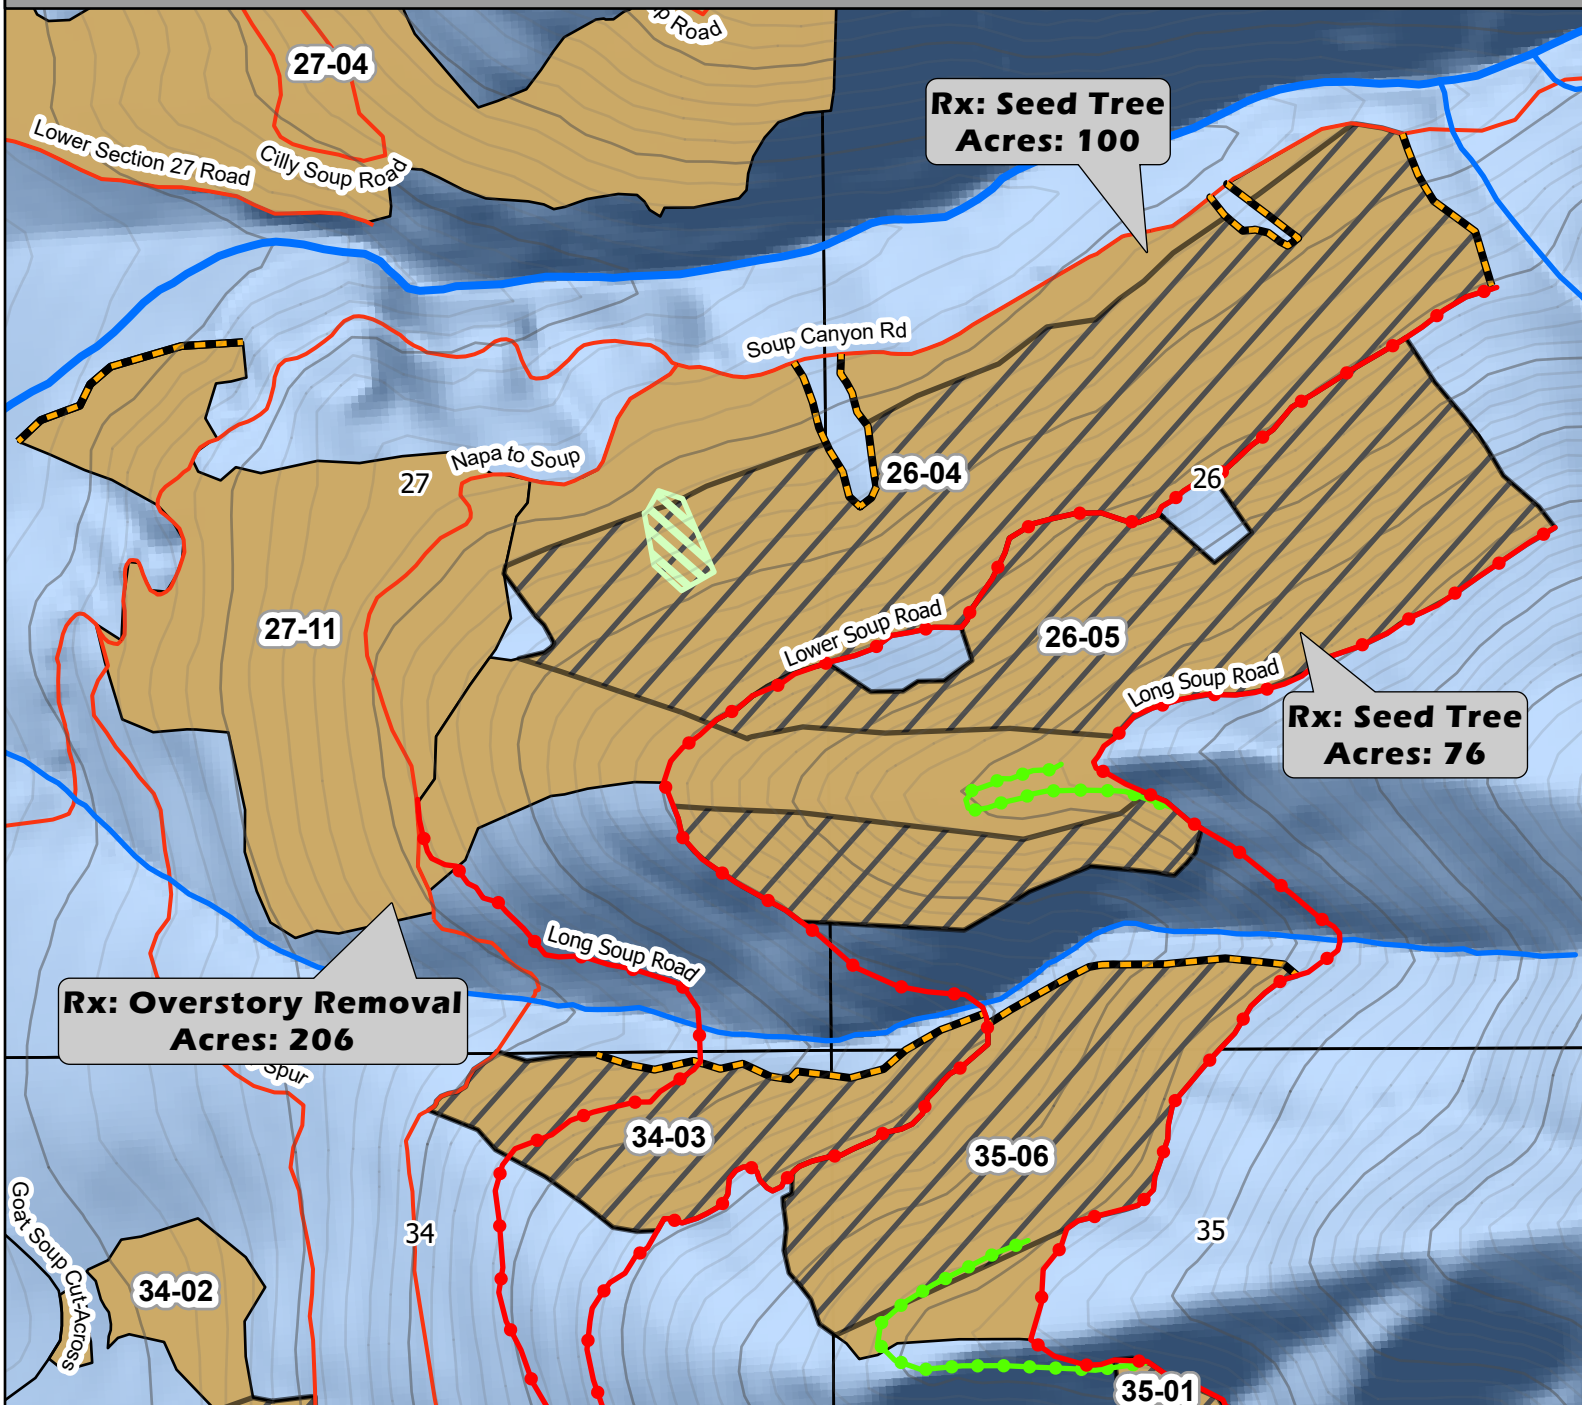 p Road
27-04
Rx: Seed Tree
Acres: 100
Lower Section 27 Road
Cilly Soup Road
Soup Canyon Rd
Napa to Soup
27
26-04
26
27-11
Lower Soup Road
26-05
Long Soup Road
Rx: Seed Tree
Acres: 76
Long Soup Road
Rx: Overstory Removal
Acres: 206
Spur
34-03
35-06
Goat Soup Cut-Across
34
35
34-02
35-01